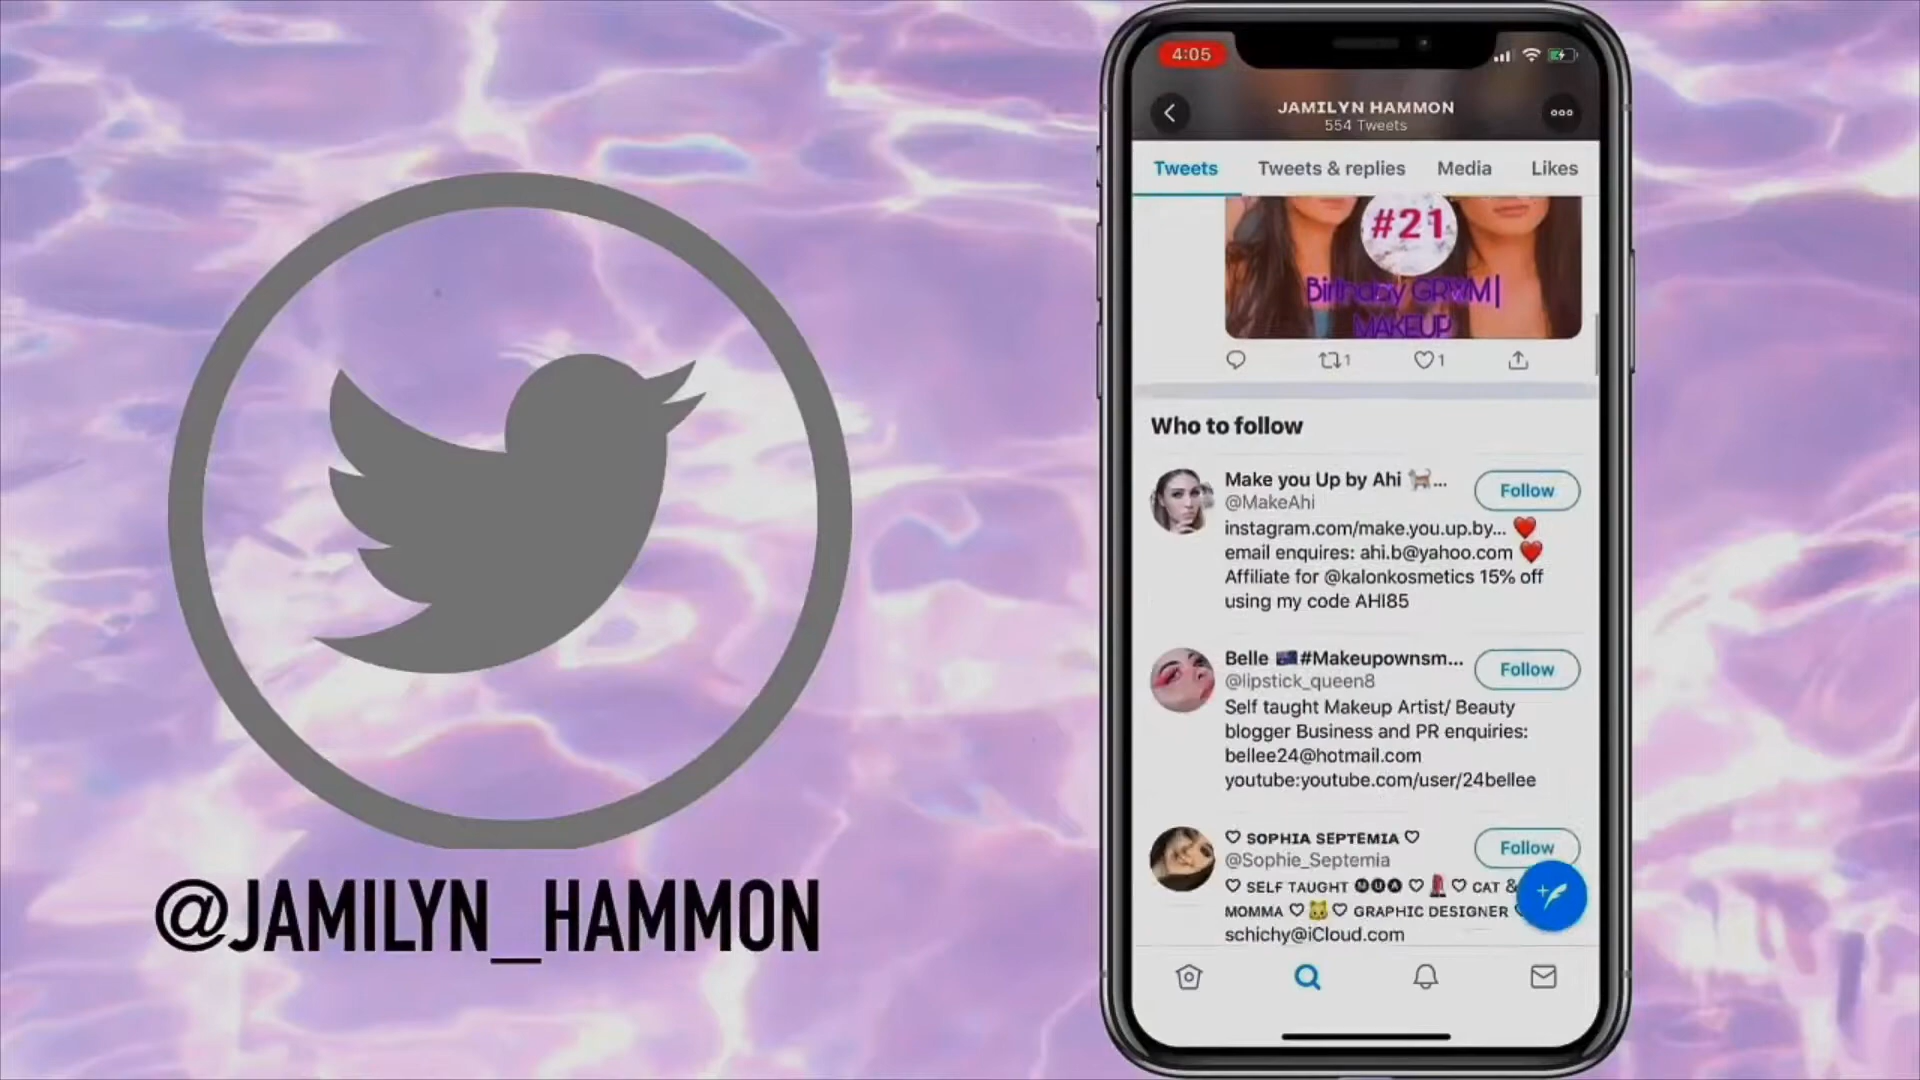 @JAMILYN_HAMMON
4:05
JAMILYN HAMMON
554 Tweets
Tweets
Tweets & replies
Media
Likes
#21
Birthday GRWM|
MAKEUP
1
1
Who to follow
Make you Up by Ahi 🐈...
Follow
@MakeAhi
instagram.com/make.you.up.by... ❤️
email enquires: ahi.b@yahoo.com ❤️
Affiliate for @kalonkosmetics 15% off
using my code AHI85
Belle 🇦🇺#Makeupownsm...
Follow
@lipstick_queen8
Self taught Makeup Artist/ Beauty
blogger Business and PR enquiries:
bellee24@hotmail.com
youtube:youtube.com/user/24bellee
♡ SOPHIA SEPTEMIA ♡
Follow
@Sophie_Septemia
♡ SELF TAUGHT 🅜🅤🅐 ♡ 💄 ♡ CAT &
MOMMA ♡ 🐱 ♡ GRAPHIC DESIGNER ♡
schichy@iCloud.com